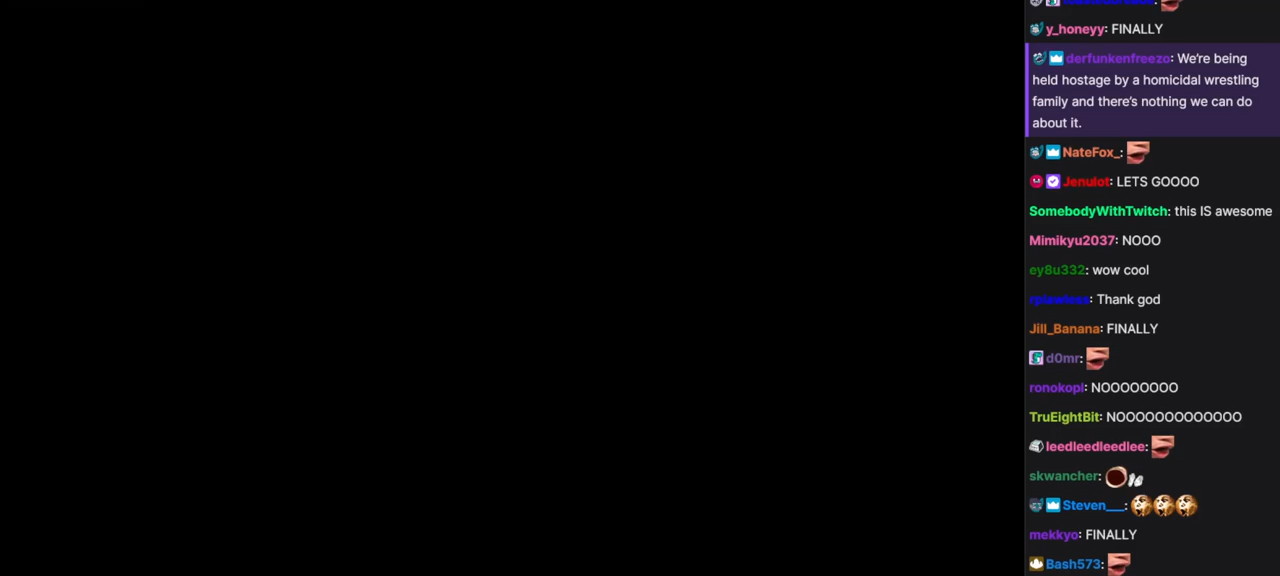 y_honeyy: FINALLY
derfunkenfreezo: We're being
held hostage by a homicidal wrestling
family and there's nothing we can do
about it.
NateFox_:
Jenulot: LETS GOOOO
SomebodyWithTwitch: this IS awesome
Mimikyu2037: NOOO
ey8u332: wow cool
rplawless: Thank god
Jill_Banana: FINALLY
d0mr:
ronokopi: NOOOOOOOO
TruEightBit: NOOOOOOOOOOOOO
leedleedleedlee:
skwancher:
Steven___:
mekkyo: FINALLY
Bash573: